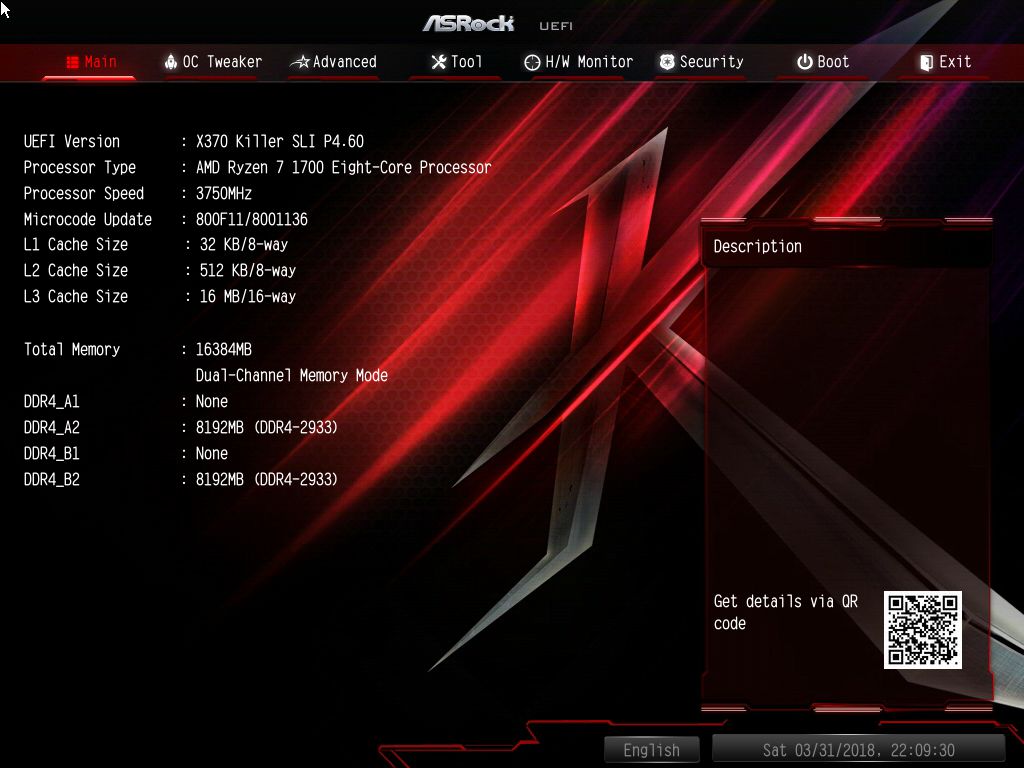 ASRock UEFI
Main OC Tweaker Advanced Tool H/W Monitor Security Boot Exit
UEFI Version : X370 Killer SLI P4.60
Processor Type : AMD Ryzen 7 1700 Eight-Core Processor
Processor Speed : 3750MHz
Microcode Update : 800F11/8001136
L1 Cache Size : 32 KB/8-way
L2 Cache Size : 512 KB/8-way
L3 Cache Size : 16 MB/16-way
Total Memory : 16384MB
Dual-Channel Memory Mode
DDR4_A1 : None
DDR4_A2 : 8192MB (DDR4-2933)
DDR4_B1 : None
DDR4_B2 : 8192MB (DDR4-2933)
Description
Get details via QR
code
English
Sat 03/31/2018, 22:09:30